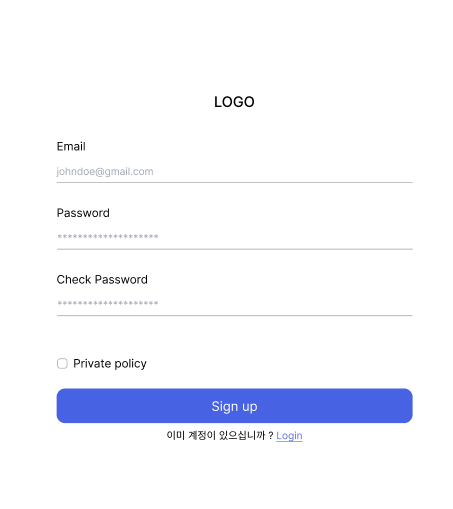 LOGO
Email
johndoe@gmail.com
Password
********************
Check Password
********************
Private policy
Sign up
이미 계정이 있으십니까 ? Login